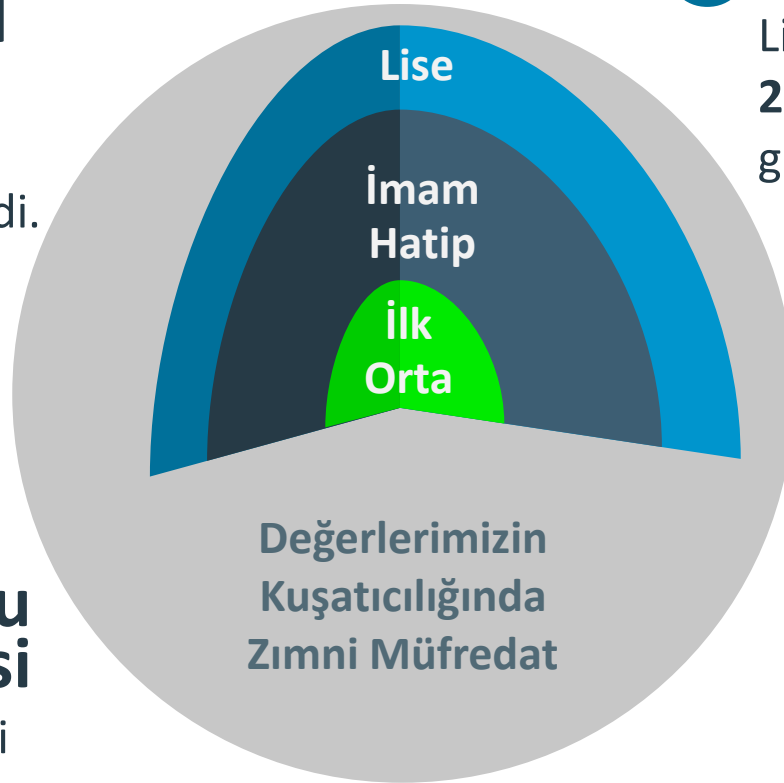 Lise
İmam
Hatip
İlk
Orta
Değerlerimizin
Kuşatıcılığında
Zımni Müfredat